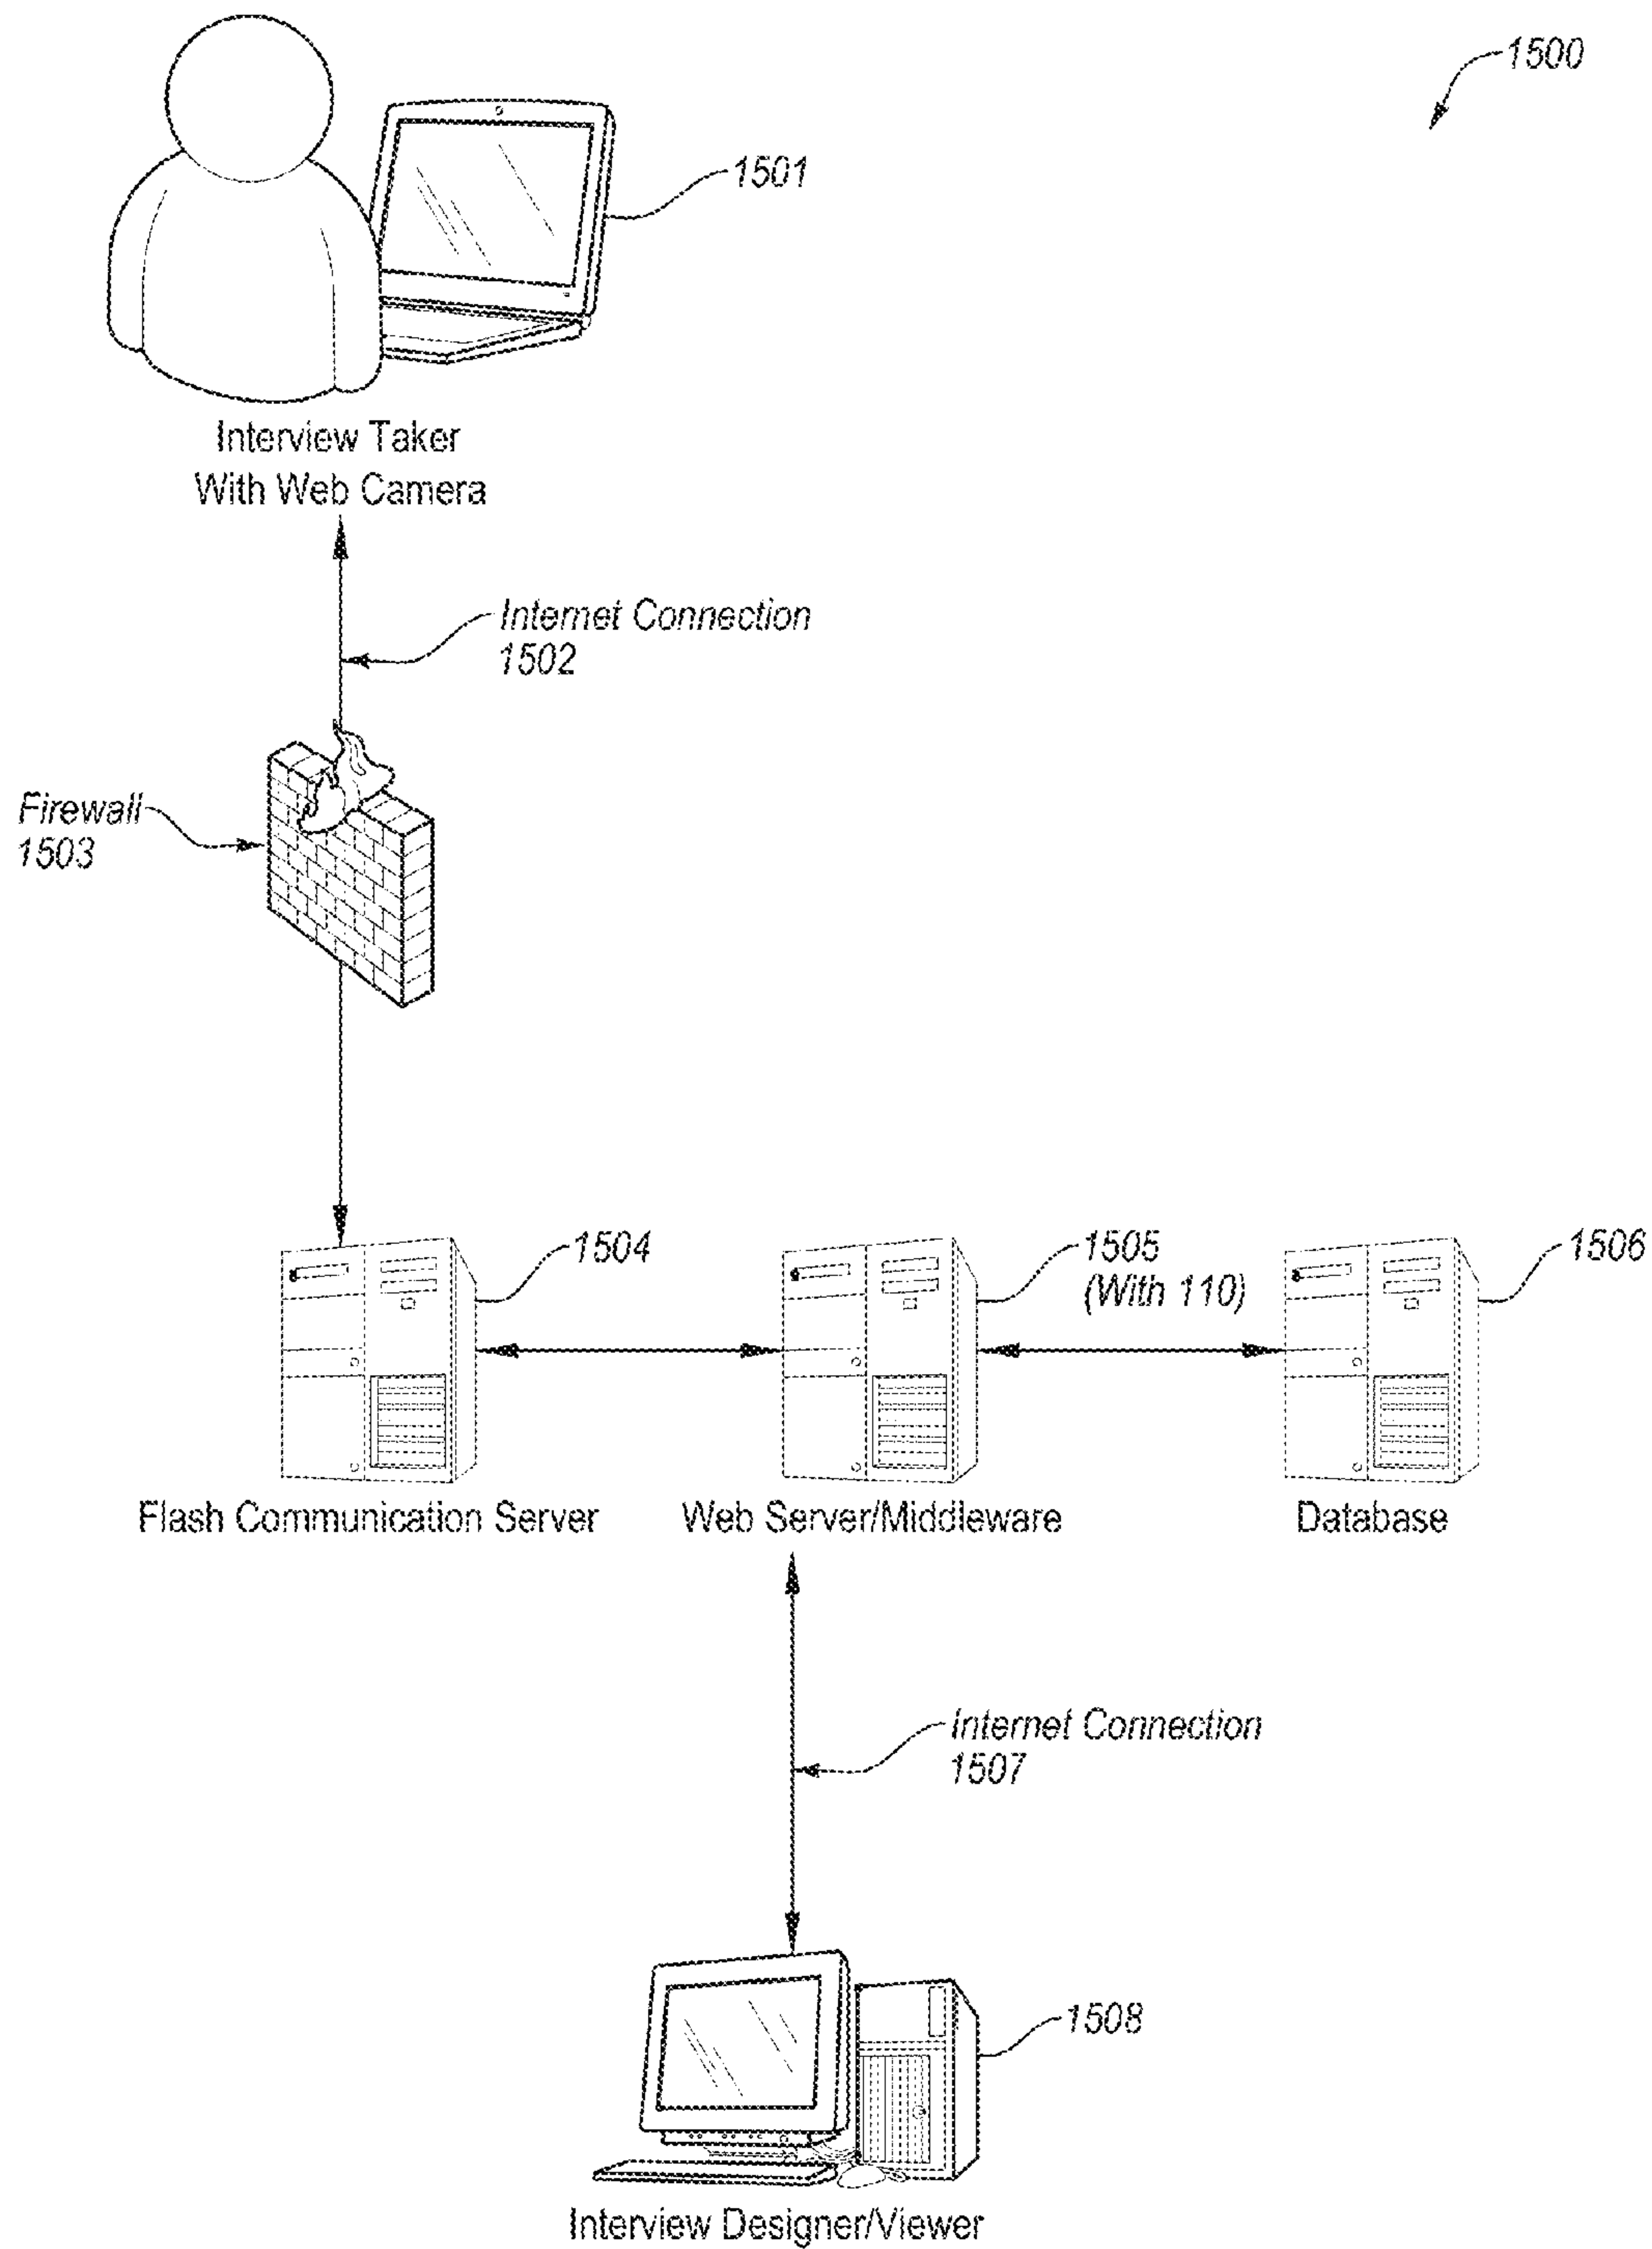 1500
1501
Interview Taker
With Web Camera
Internet Connection
1502
Firewall
1503
1504
1505
(With 110)
1506
Flash Communication Server
Web Server/Middleware
Database
Internet Connection
1507
1508
Interview Designer/Viewer